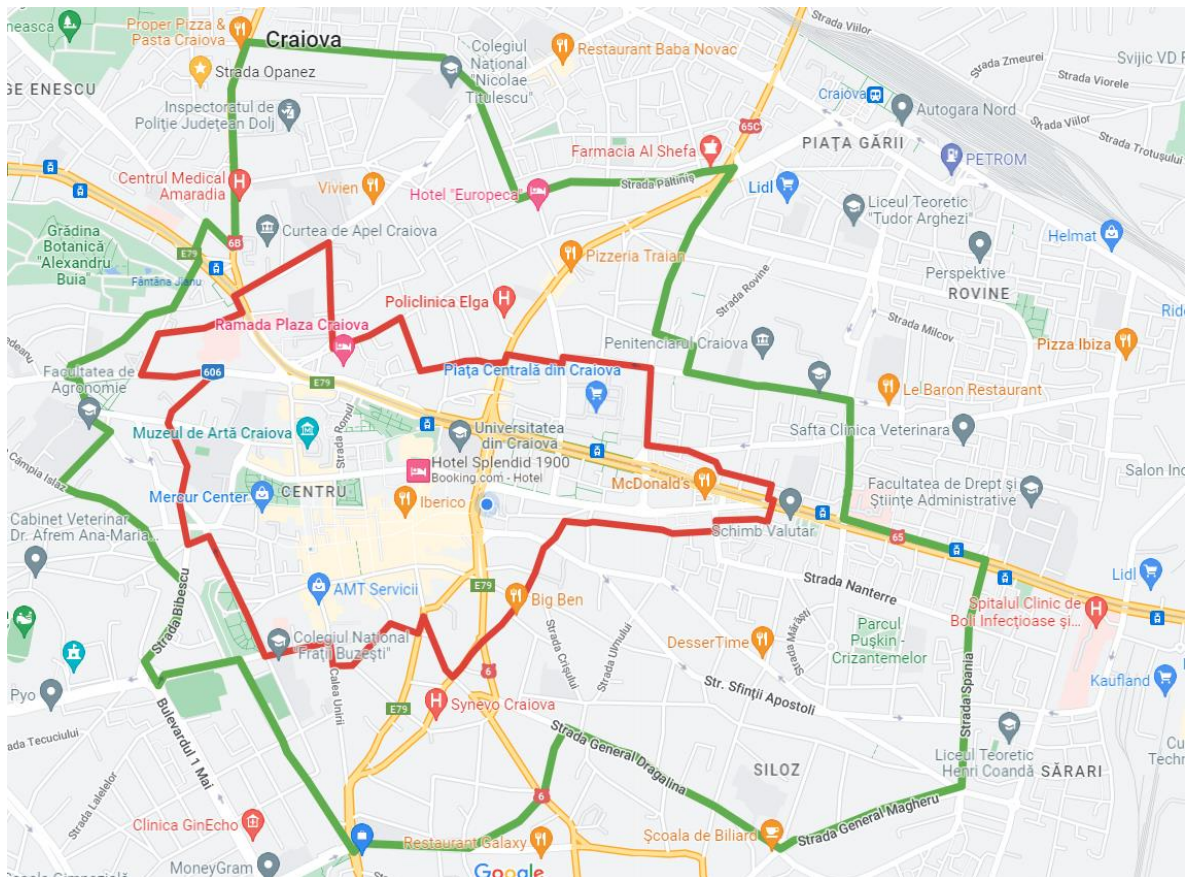 Proper Pizza &
Pasta Craiova
Craiova
Colegiul
Național
"Nicolae
Titulescu"
Restaurant Baba Novac
Strada Viilor
Strada Zmeurei
Svijic VD
Strada Viorele
Strada Opanez
GE ENESCU
Inspectoratul de
Poliție Județean Dolj
Craiova
Autogara Nord
Strada Viilor
Strada Trotușului
65C
PIAȚA GĂRII
Farmacia Al Shefa
PETROM
Centrul Medical
Amaradia
Vivien
Strada Păltiniș
Hotel "Europeca"
Lidl
Liceul Teoretic
"Tudor Arghezi"
Grădina
Botanică
"Alexandru
Buia"
Curtea de Apel Craiova
6B
E79
Fântâna Jianu
Pizzeria Traian
Helmat
Perspektive
ROVINE
Strada Rovine
Policlinica Elga
Ramada Plaza Craiova
Strada Milcov
Penitenciarul Craiova
Pizza Ibiza
Facultatea de
Agronomie
606
E79
Piața Centrală din Craiova
Le Baron Restaurant
Muzeul de Artă Craiova
Universitatea
din Craiova
Safta Clinica Veterinara
Strada Câmpia Islaz
Hotel Splendid 1900
Booking.com - Hotel
McDonald's
Mercur Center
CENTRU
Iberico
Facultatea de Drept și
Științe Administrative
Cabinet Veterinar
Dr. Afrem Ana-Maria...
Schimb Valutar
65
Strada Bibescu
AMT Servicii
E79
Big Ben
Strada Nanterre
Lidl
Spitalul Clinic de
Boli Infecțioase și...
Colegiul Național
"Frații Buzești"
Strada Crișului
Strada Ulmului
DesserTime
Strada Mărăști
Parcul
Pușkin -
Crizantemelor
Strada Spania
Kaufland
Pyo
Calea Unirii
6
Str. Sfinții Apostoli
E79
Synevo Craiova
Bulevardul 1 Mai
Strada General Dragalina
Liceul Teoretic
Henri Coandă
SĂRARI
SILOZ
Strada Lalelelor
6
Strada General Magheru
Clinica GinEcho
Restaurant Galaxy
Școala de Biliard
MoneyGram
Google